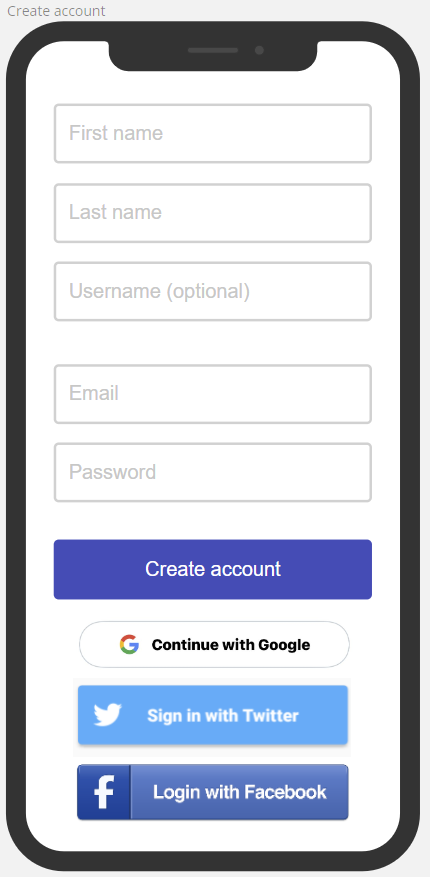 Create account
First name
Last name
Username (optional)
Email
Password
Create account
Continue with Google
Sign in with Twitter
Login with Facebook